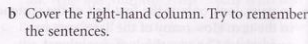 b Cover the right-hand column. Try to remember
the sentences.